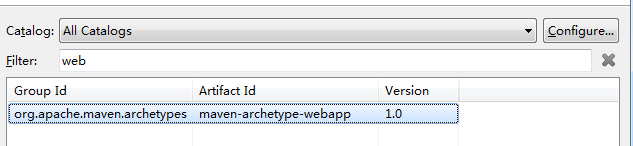 Catalog: All Catalogs Configure...
Filter: web
Group Id Artifact Id Version
org.apache.maven.archetypes maven-archetype-webapp 1.0